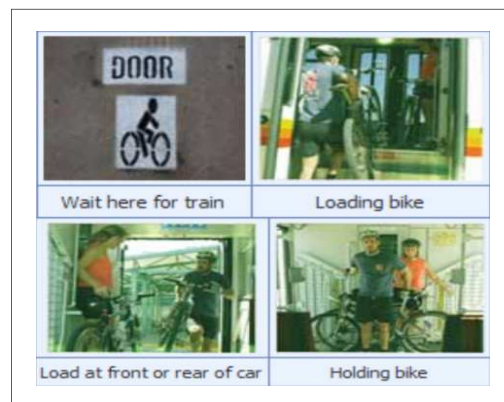 DOOR
Wait here for train
Loading bike
Load at front or rear of car
Holding bike